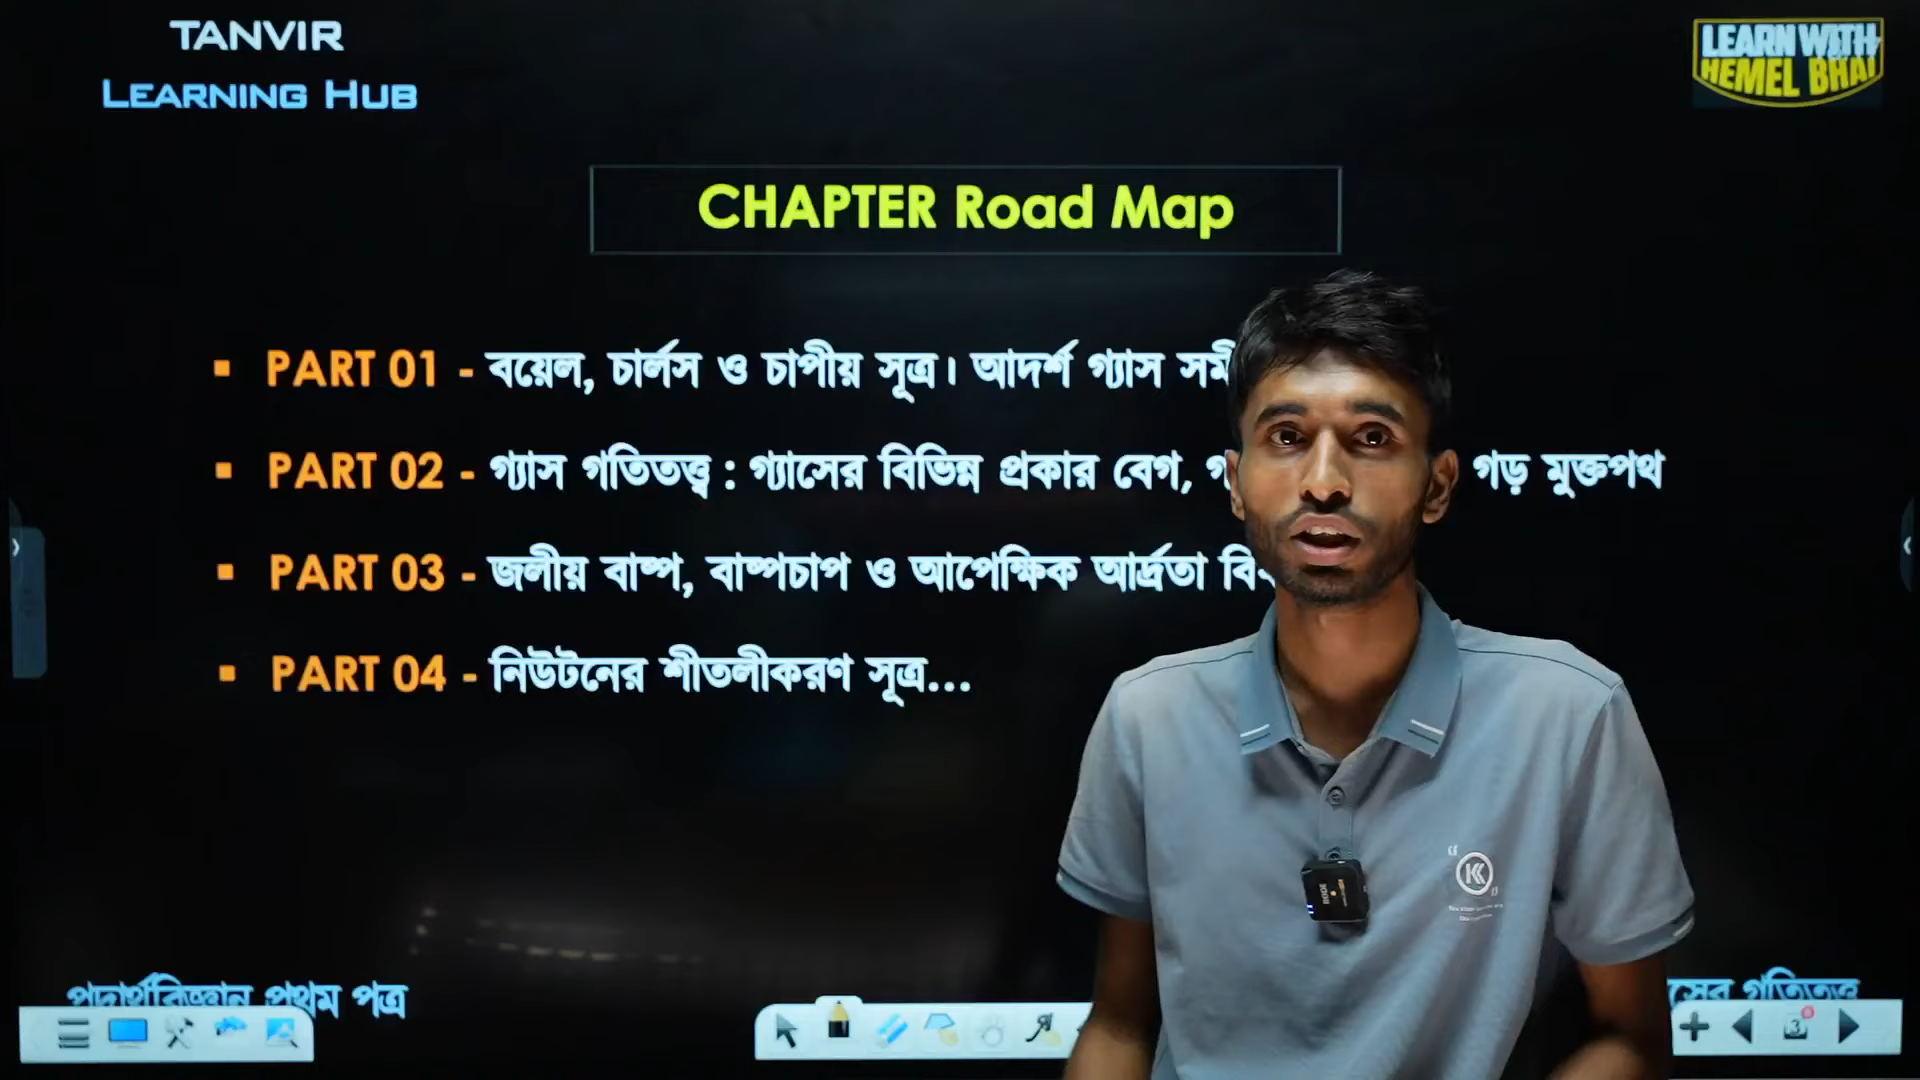 TANVIR
LEARNING HUB
LEARN WITH
HEMEL BHAI
CHAPTER Road Map
▪ PART 01 - বয়েল, চার্লস ও চাপীয় সূত্র। আদর্শ গ্যাস
▪ PART 02 - গ্যাস গতিতত্ত্ব : গ্যাসের বিভিন্ন প্রকার বেগ, গড় মুক্তপথ
▪ PART 03 - জলীয় বাষ্প, বাষ্পচাপ ও আপেক্ষিক আর্দ্রতা
▪ PART 04 - নিউটনের শীতলীকরণ সূত্র...
পদার্থবিজ্ঞান প্রথম পত্র
গতিতত্ত্ব
3